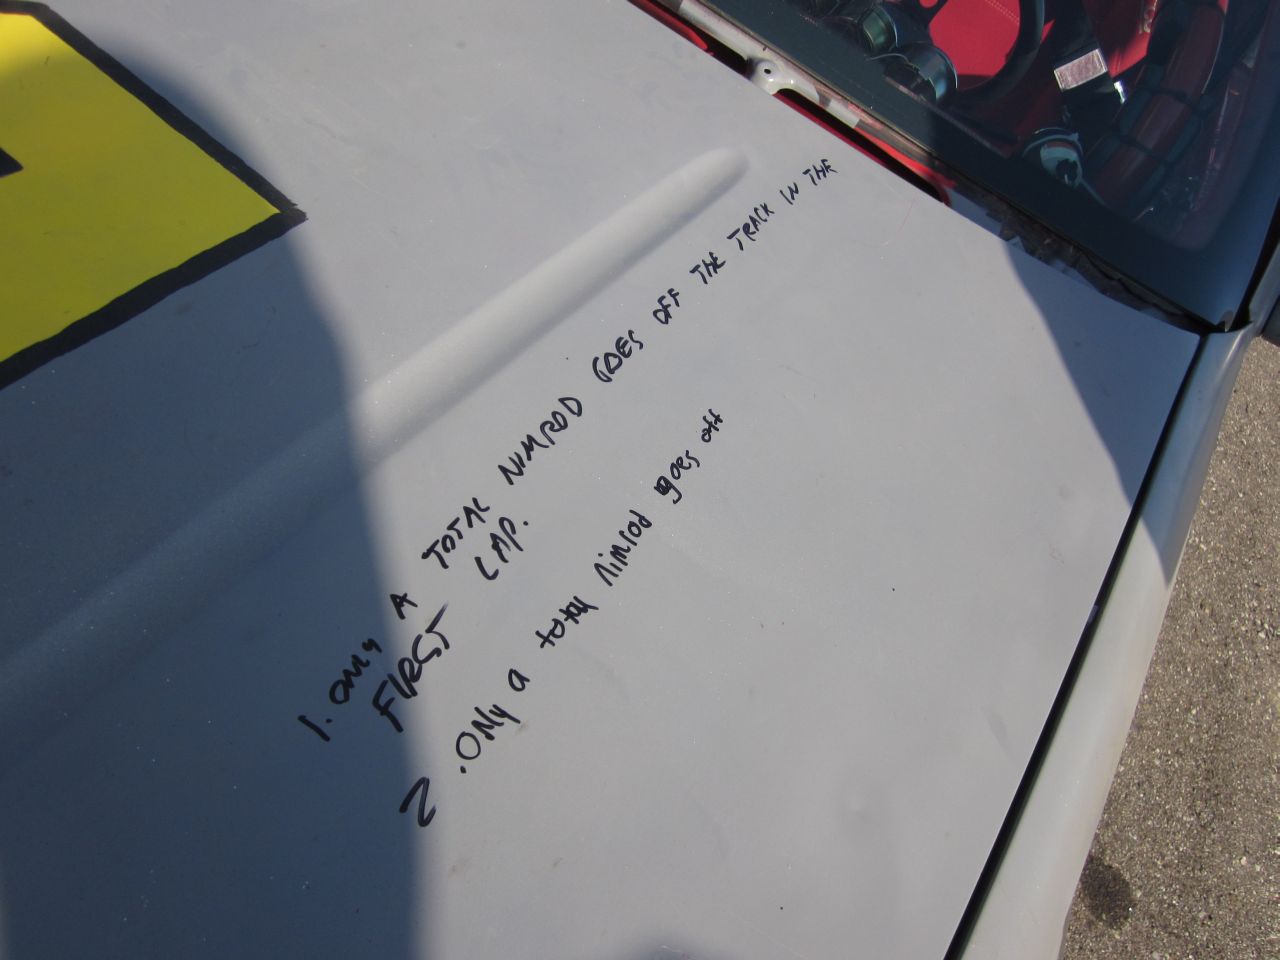 1. ONLY A TOTAL NIMROD GOES OFF THE TRACK IN THE
FIRST LAP.
2. ONly a total nimrod goes off